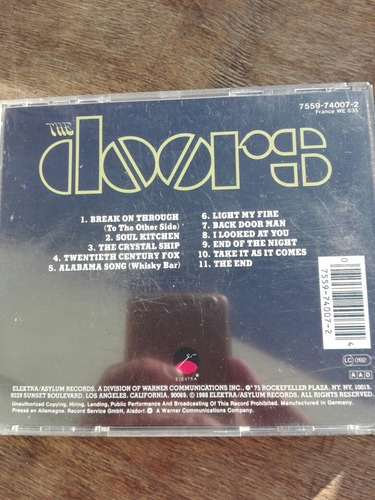 7559-74007-2
France WE 835
THE
doors
1. BREAK ON THROUGH
(To The Other Side)
2. SOUL KITCHEN
3. THE CRYSTAL SHIP
4. TWENTIETH CENTURY FOX
5. ALABAMA SONG (Whisky Bar)
6. LIGHT MY FIRE
7. BACK DOOR MAN
8. I LOOKED AT YOU
9. END OF THE NIGHT
10. TAKE IT AS IT COMES
11. THE END
0 7559-74007-2 4
ELEKTRA
LC 0192
AAD
ELEKTRA/ASYLUM RECORDS. A DIVISION OF WARNER COMMUNICATIONS INC., ℗ '75 ROCKEFELLER PLAZA, NY. NY. 10019.
9229 SUNSET BOULEVARD, LOS ANGELES, CALIFORNIA. 90069. © 1988 ELEKTRA/ASYLUM RECORDS. ALL RIGHTS RESERVED.
Unauthorized Copying, Hiring, Lending, Public Performance And Broadcasting Of This Record Prohibited. Manufactured in Germany.
Pressé en Allemagne. Record Service GmbH, Alsdorf. A Warner Communications Company.